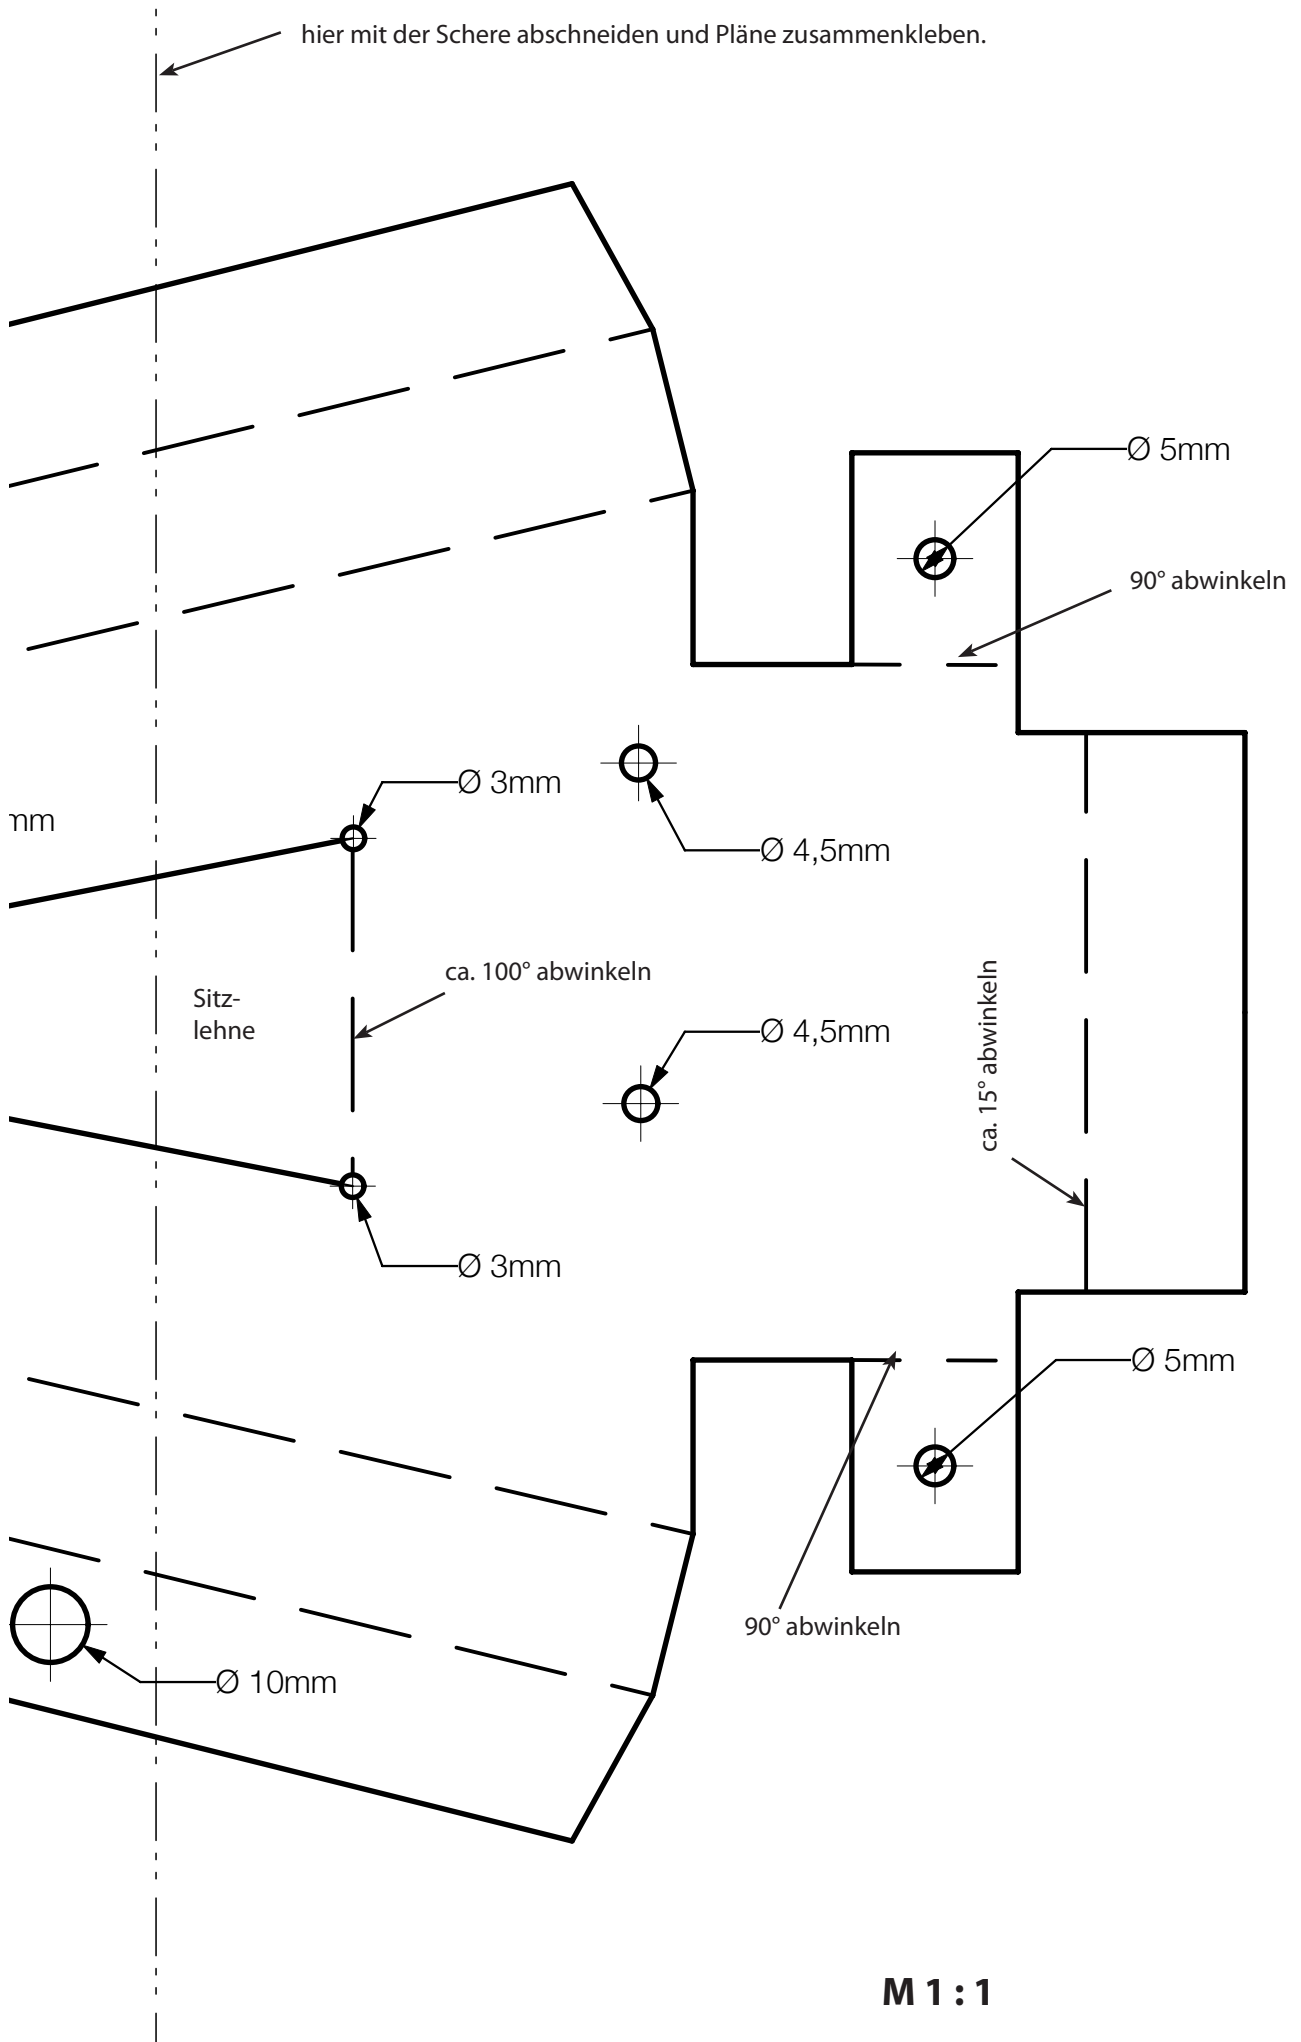 hier mit der Schere abschneiden und Pläne zusammenkleben.
Ø 5mm
90° abwinkeln
Ø 3mm
mm
Ø 4,5mm
ca. 100° abwinkeln
Sitz-
lehne
ca. 15° abwinkeln
Ø 4,5mm
Ø 3mm
Ø 5mm
90° abwinkeln
Ø 10mm
M 1 : 1